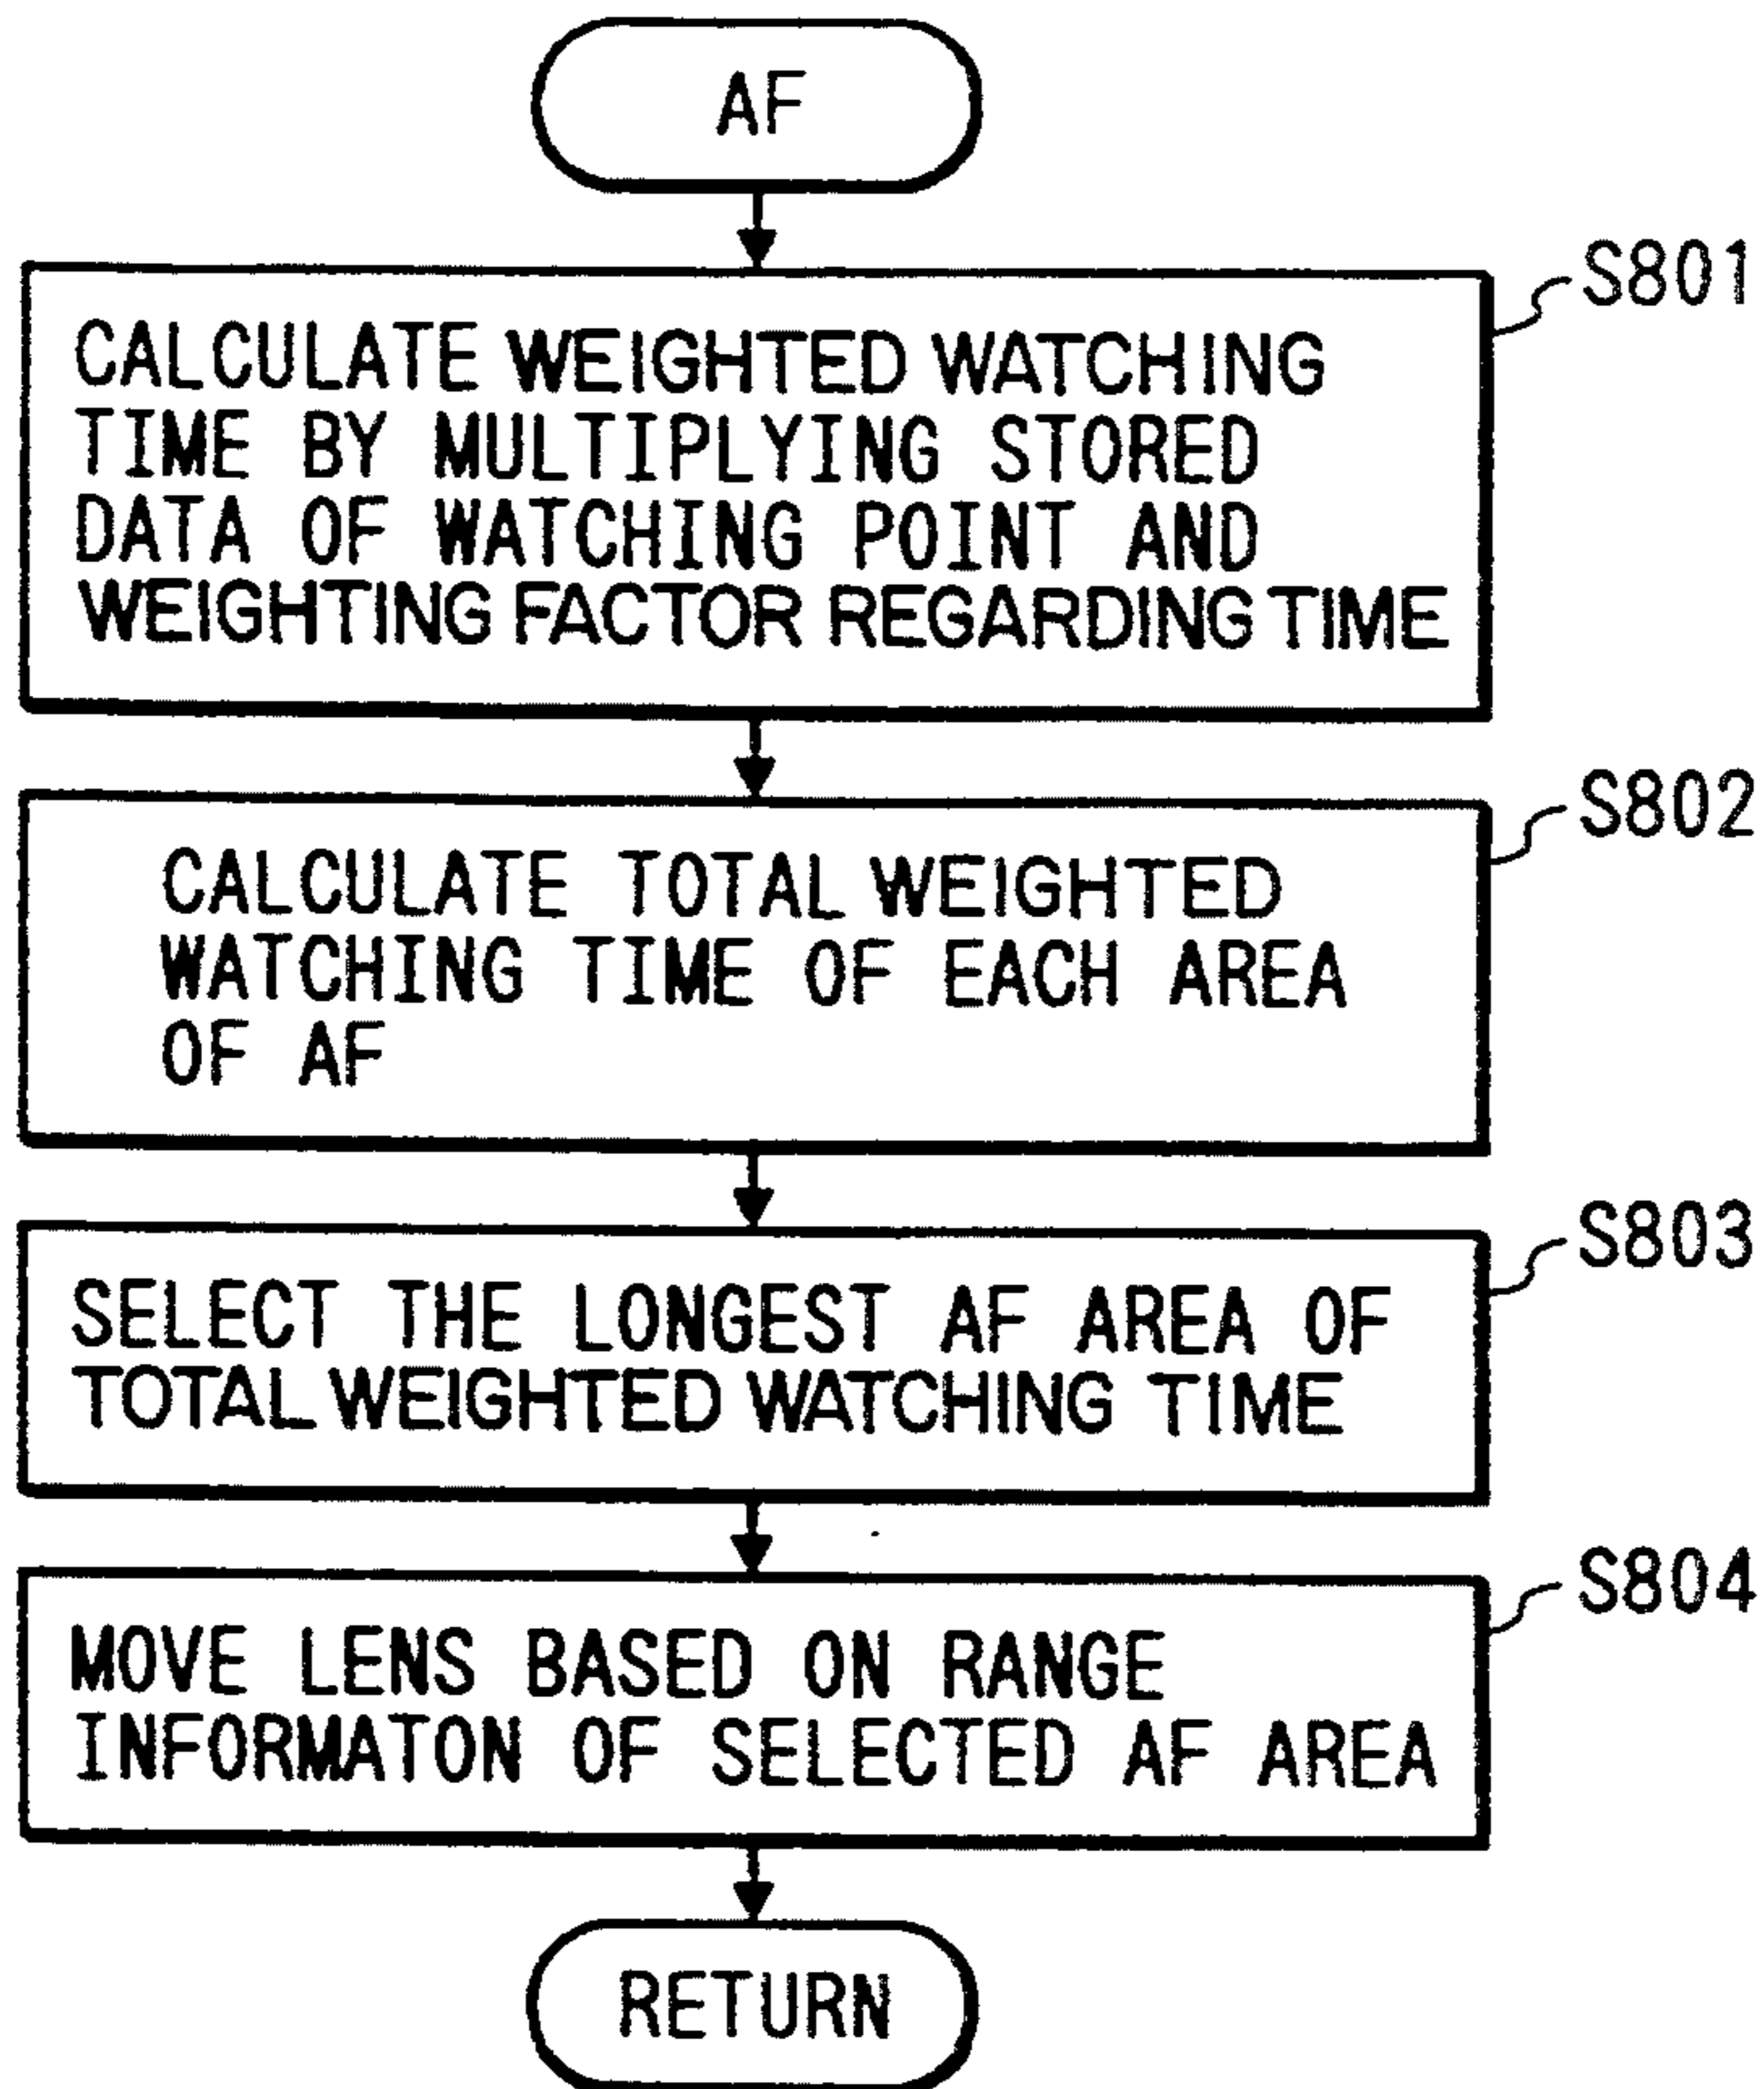 AF
S801
CALCULATE WEIGHTED WATCHING
TIME BY MULTIPLYING STORED
DATA OF WATCHING POINT AND
WEIGHTING FACTOR REGARDING TIME
S802
CALCULATE TOTAL WEIGHTED
WATCHING TIME OF EACH AREA
OF AF
S803
SELECT THE LONGEST AF AREA OF
TOTAL WEIGHTED WATCHING TIME
S804
MOVE LENS BASED ON RANGE
INFORMATON OF SELECTED AF AREA
RETURN